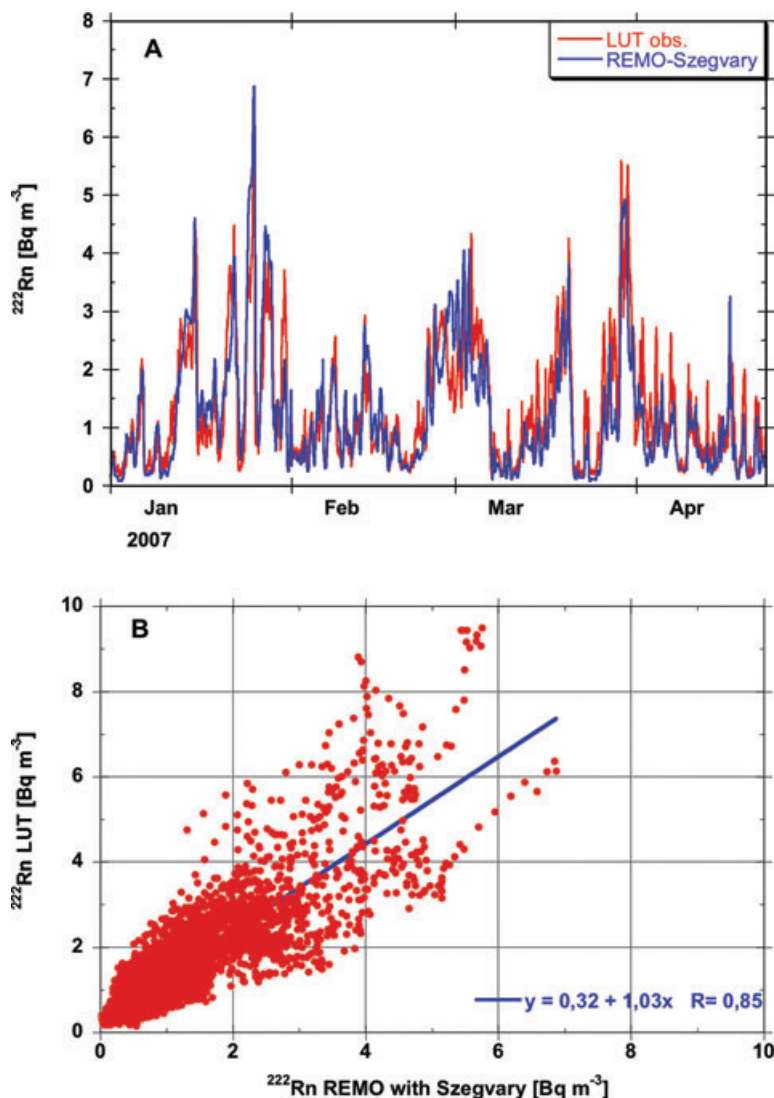 A
LUT obs.
REMO-Szegvary
8
7
6
5
4
3
2
1
0
²²²Rn [Bq m⁻³]
Jan Feb Mar Apr
2007
B
10
8
6
4
2
0
²²²Rn LUT [Bq m⁻³]
y = 0,32 + 1,03x R= 0,85
0 2 4 6 8 10
²²²Rn REMO with Szegvary [Bq m⁻³]